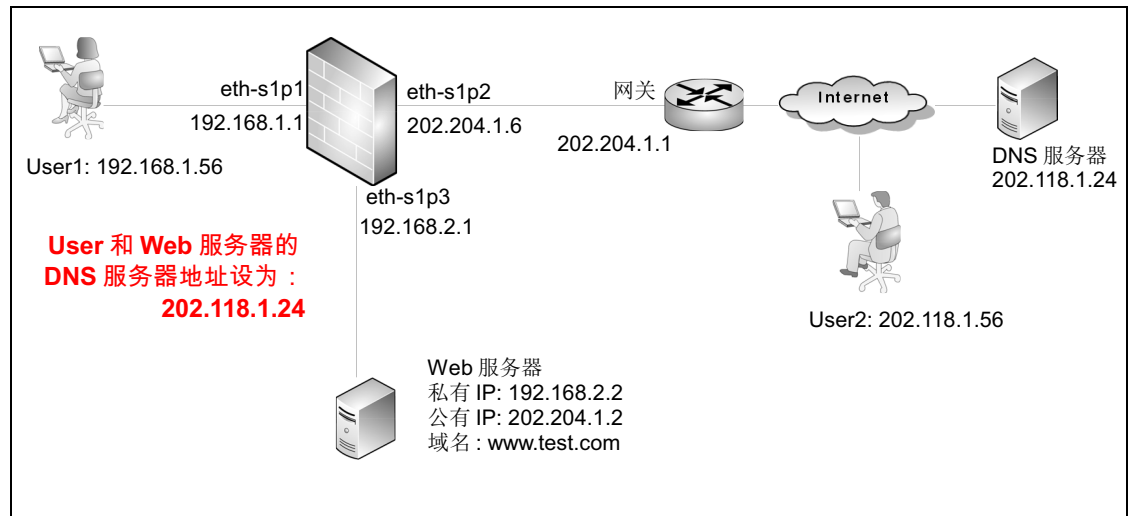 eth-s1p1
192.168.1.1
User1: 192.168.1.56
eth-s1p2
202.204.1.6
网关
202.204.1.1
Internet
DNS 服务器
202.118.1.24
eth-s1p3
192.168.2.1
User 和 Web 服务器的
DNS 服务器地址设为：
202.118.1.24
User2: 202.118.1.56
Web 服务器
私有 IP: 192.168.2.2
公有 IP: 202.204.1.2
域名 : www.test.com